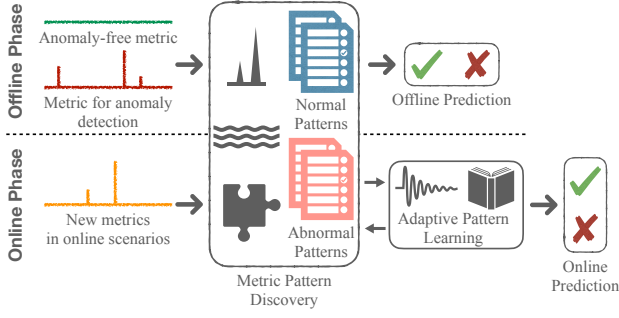 Offline Phase
Anomaly-free metric
Metric for anomaly
detection
Normal
Patterns
Offline Prediction
Online Phase
New metrics
in online scenarios
Abnormal
Patterns
Metric Pattern
Discovery
Adaptive Pattern
Learning
Online
Prediction